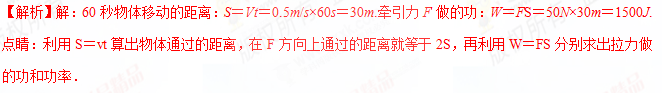 【解析】解：60 秒物体移动的距离：S＝Vt＝0.5m/s×60s＝30m.牵引力 F 做的功：W＝FS＝50N×30m＝1500J.
点睛：利用 S＝vt 算出物体通过的距离，在 F 方向上通过的距离就等于 2S，再利用 W＝FS 分别求出拉力做
的功和功率．